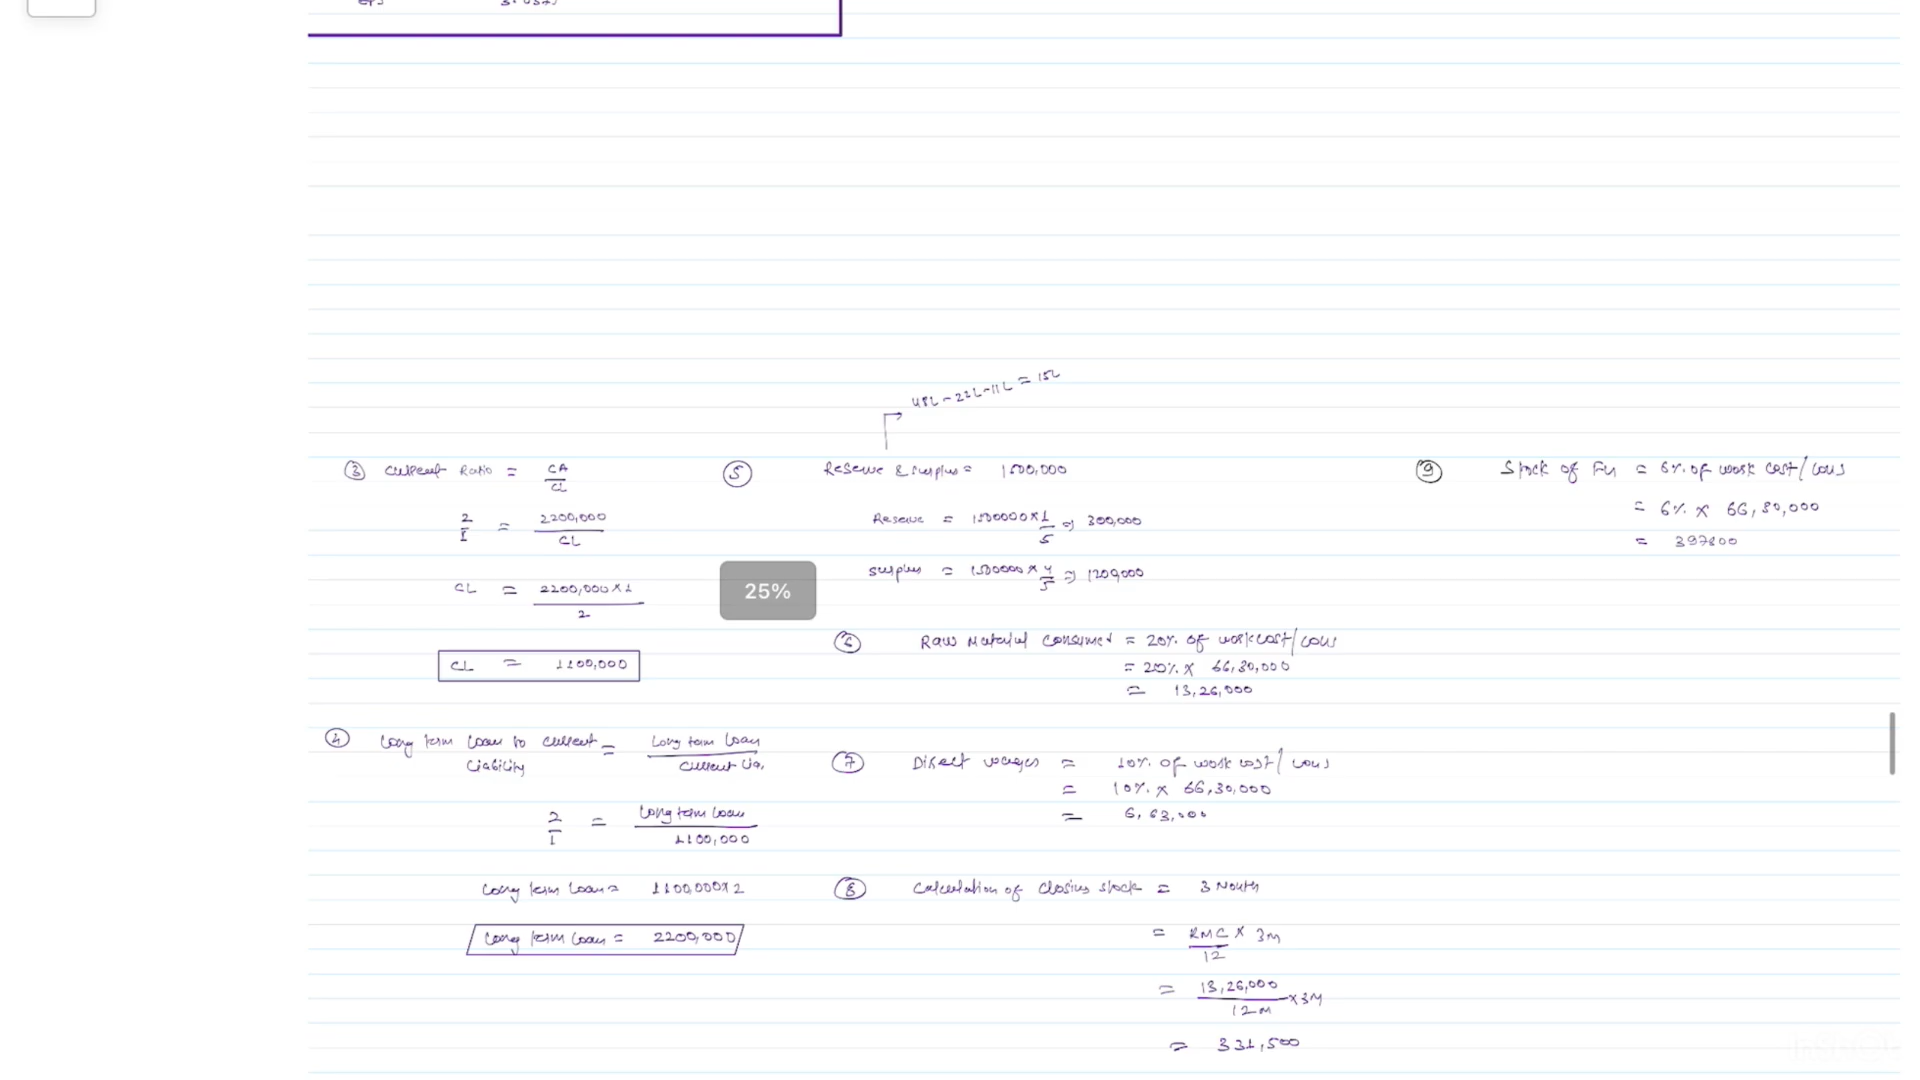 EPS
48L - 22L - 11L = 15L
③ Current Ratio = CA / CL
2/1 = 2200,000 / CL
CL = 2200,000 × 1 / 2
CL = 1100,000
④ Long term loan to current Liability = Long term loan / Current Lia.
2/1 = Long term loan / 1100,000
Long term loan = 1100,000 × 2
Long term loan = 2200,000
⑤ Reserve & surplus = 1500,000
Reserve = 1500000 × 1/5 => 300,000
Surplus = 1500000 × 4/5 => 1200,000
25%
⑥ Raw Material Consumed = 20% of work cost/cons
= 20% × 66,30,000
= 13,26,000
⑦ Direct wages = 10% of work cost/cons
= 10% × 66,30,000
= 6,63,000
⑧ Calculation of closing stock = 3 Month
= RMC / 12 × 3M
= 13,26,000 / 12M × 3M
= 331,500
⑨ Stock of = 6% of work cost/cons
= 6% × 66,30,000
= 397800